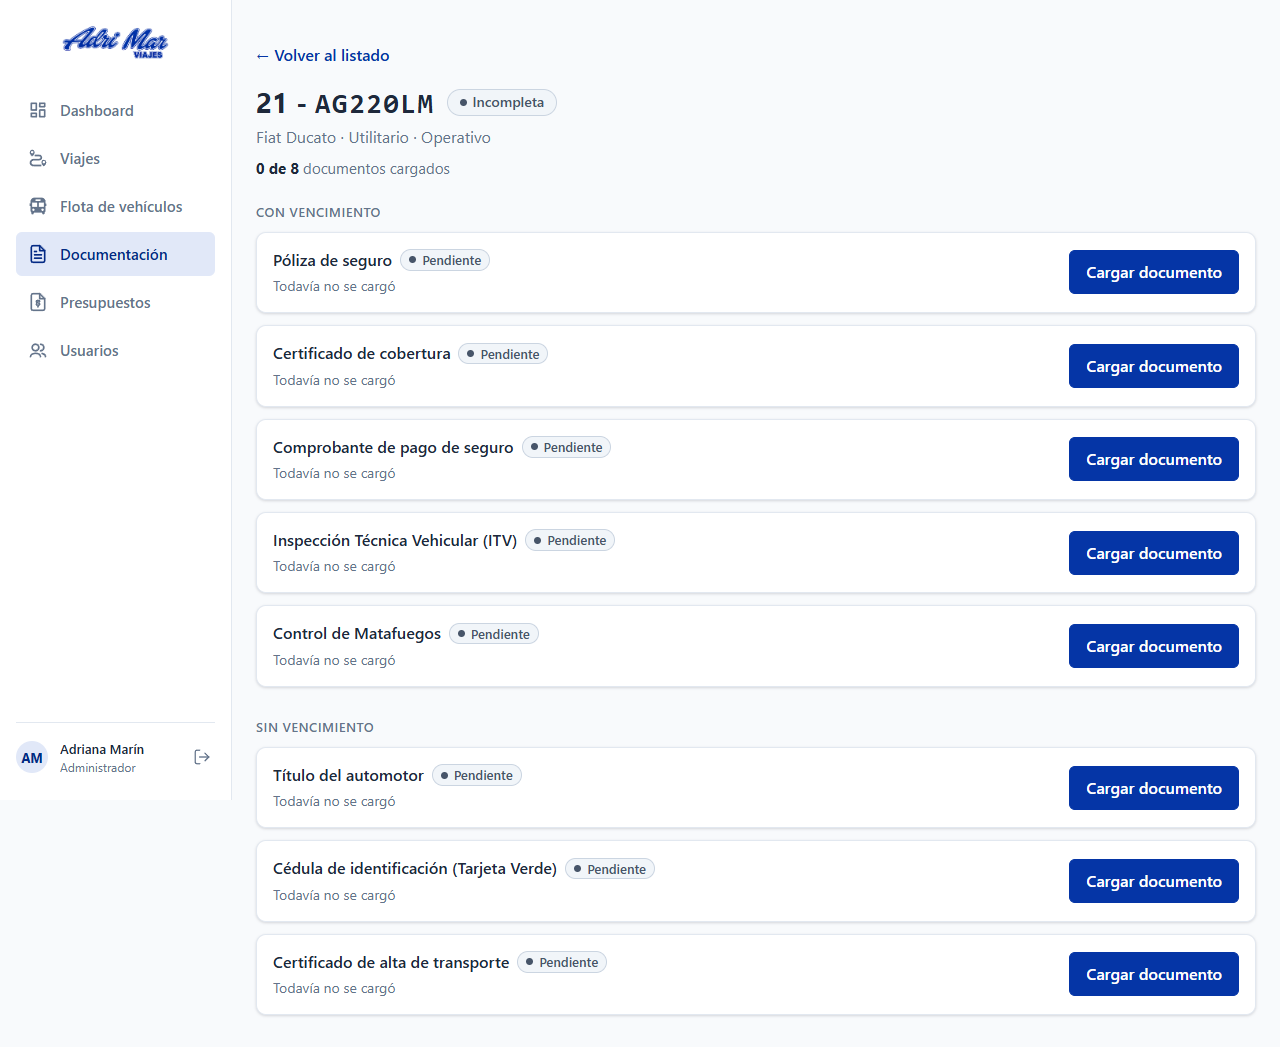 Adri Mar
VIAJES
Dashboard
Viajes
Flota de vehículos
Documentación
Presupuestos
Usuarios
Adriana Marín
AM
Administrador
← Volver al listado
21 - AG220LM
Incompleta
Fiat Ducato · Utilitario · Operativo
0 de 8 documentos cargados
CON VENCIMIENTO
Póliza de seguro
Pendiente
Todavía no se cargó
Cargar documento
Certificado de cobertura
Pendiente
Todavía no se cargó
Cargar documento
Comprobante de pago de seguro
Pendiente
Todavía no se cargó
Cargar documento
Inspección Técnica Vehicular (ITV)
Pendiente
Todavía no se cargó
Cargar documento
Control de Matafuegos
Pendiente
Todavía no se cargó
Cargar documento
SIN VENCIMIENTO
Título del automotor
Pendiente
Todavía no se cargó
Cargar documento
Cédula de identificación (Tarjeta Verde)
Pendiente
Todavía no se cargó
Cargar documento
Certificado de alta de transporte
Pendiente
Todavía no se cargó
Cargar documento